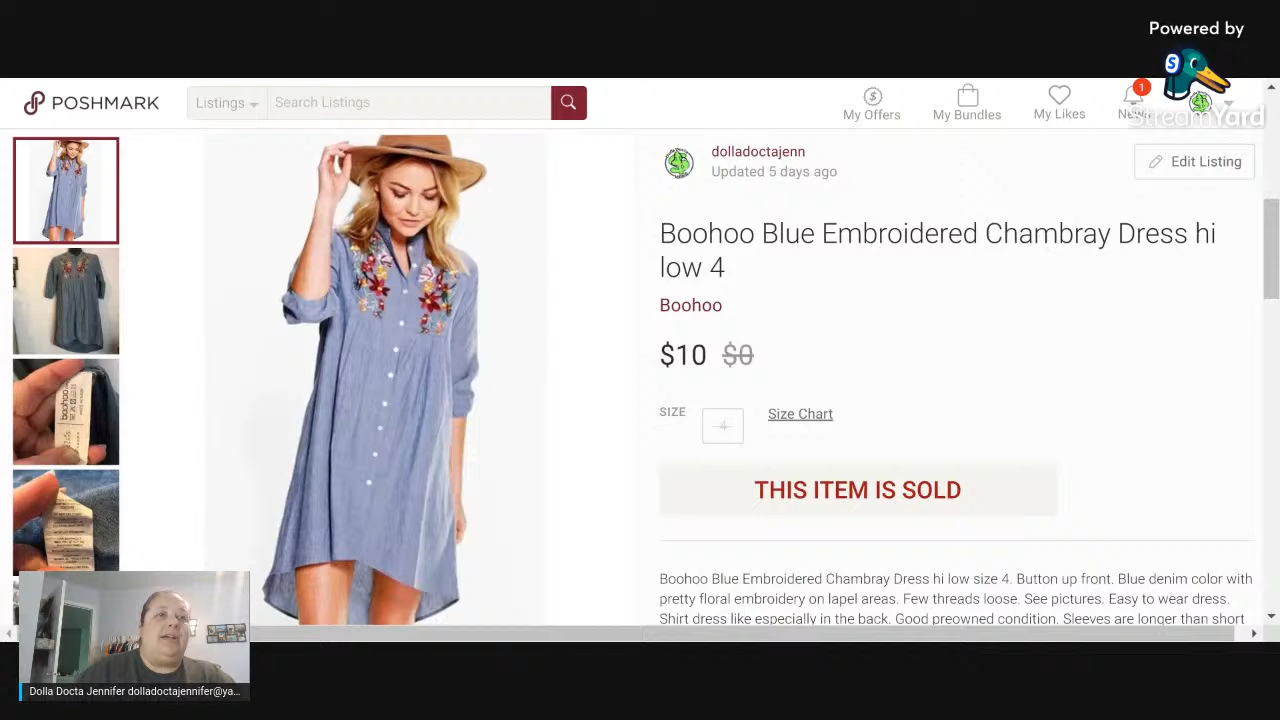 Powered by
StreamYard
POSHMARK
Listings
Search Listings
My Offers
My Bundles
My Likes
1
dolladoctajenn
Updated 5 days ago
Edit Listing
Boohoo Blue Embroidered Chambray Dress hi
low 4
Boohoo
$10 $0
SIZE
4
Size Chart
THIS ITEM IS SOLD
Boohoo Blue Embroidered Chambray Dress hi low size 4. Button up front. Blue denim color with
pretty floral embroidery on lapel areas. Few threads loose. See pictures. Easy to wear dress.
Shirt dress like especially in the back. Good preowned condition. Sleeves are longer than short
boohoo
Dolla Docta Jennifer dolladoctajennifer@ya...